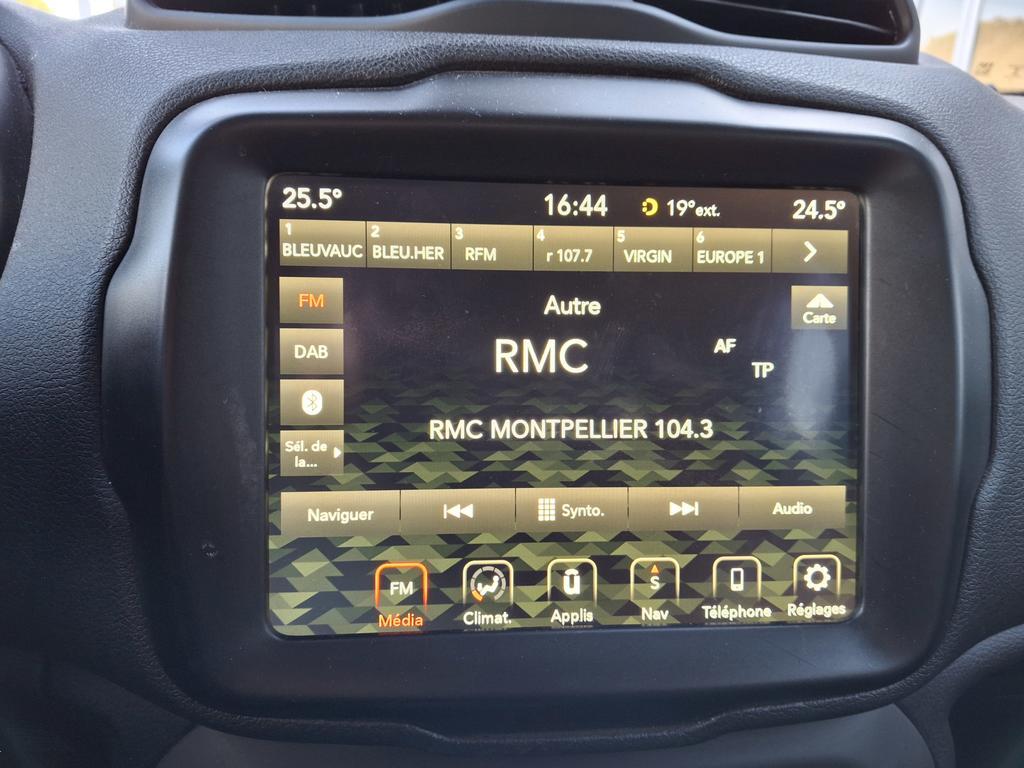 25.5° 16:44 19°ext. 24.5°
1 2 3 4 5 6
BLEUVAUC BLEU.HER RFM r 107.7 VIRGIN EUROPE 1
FM Autre Carte
DAB RMC AF
TP
RMC MONTPELLIER 104.3
Sél. de
la...
Naviguer Synto. Audio
FM S
Média Climat. Applis Nav Téléphone Réglages